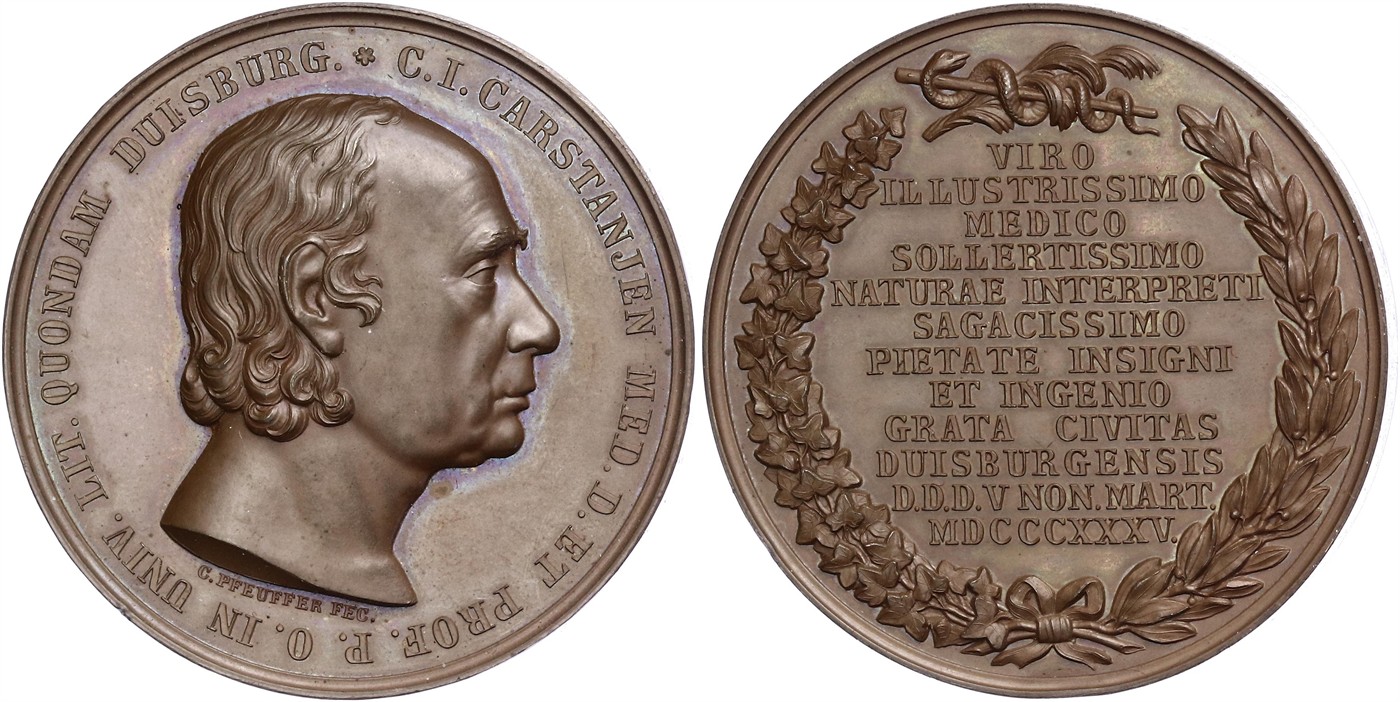 C. I. CARSTANJEN MED. D. ET PROF. P. O. IN UNIV. LIT. QUONDAM DUISBURG.
C. PFEUFFER FEC.
VIRO
ILLUSTRISSIMO
MEDICO
SOLLERTISSIMO
NATURAE INTERPRETI
SAGACISSIMO
PIETATE INSIGNI
ET INGENIO
GRATA CIVITAS
DUISBURGENSIS
D.D.D.V NON. MART.
MDCCCXXXV.